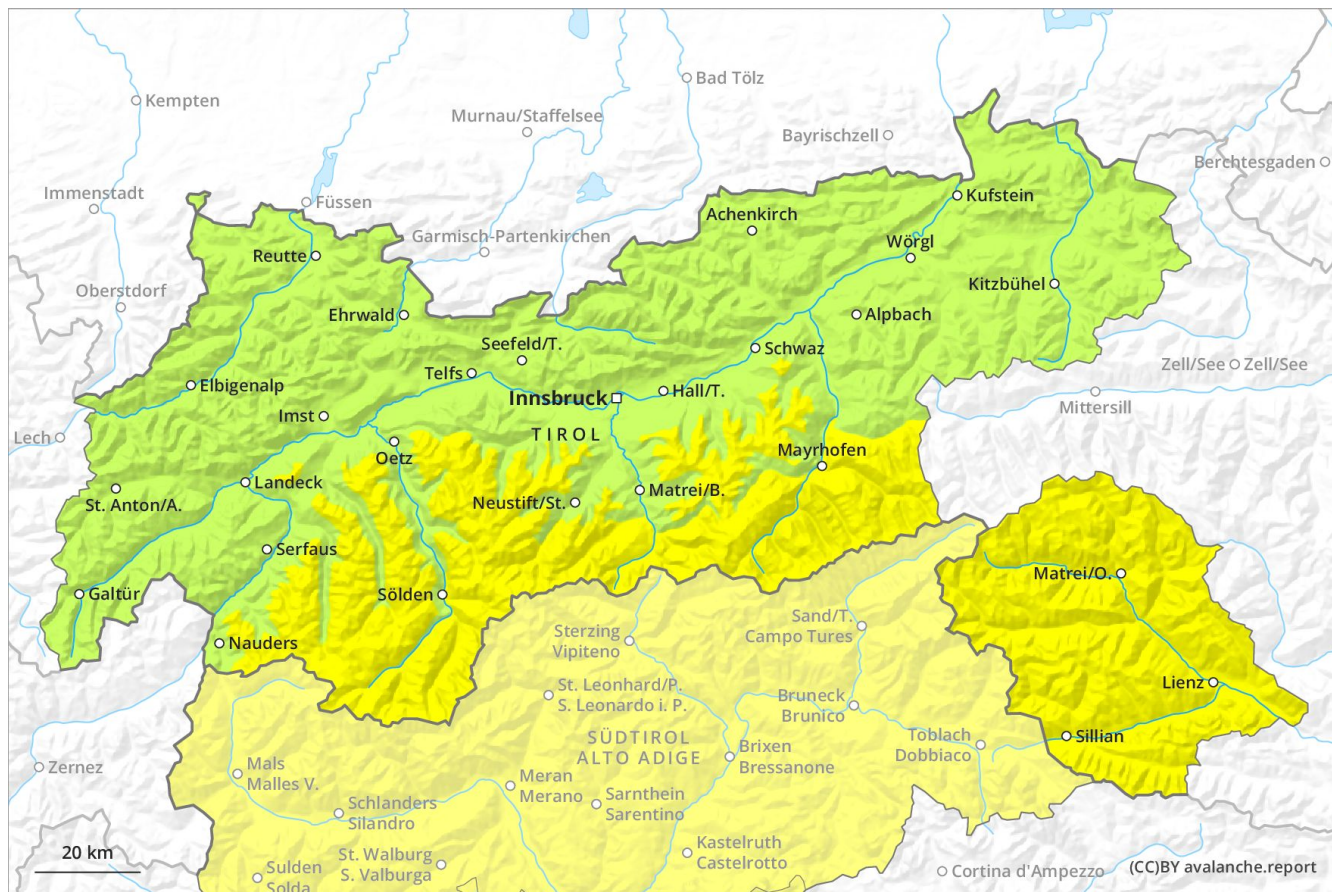 Kempten
Bad Tölz
Murnau/Staffelsee
Bayrischzell
Berchtesgaden
Immenstadt
Füssen
Kufstein
Achenkirch
Garmisch-Partenkirchen
Wörgl
Reutte
Oberstdorf
Kitzbühel
Ehrwald
Alpbach
Seefeld/T.
Schwaz
Telfs
Zell/See
Zell/See
Elbigenalp
Hall/T.
Innsbruck
Mittersill
Imst
TIROL
Lech
Oetz
Mayrhofen
Landeck
St. Anton/A.
Neustift/St.
Matrei/B.
Serfaus
Matrei/O.
Galtür
Sölden
Sand/T.
Campo Tures
Sterzing
Vipiteno
Nauders
Lienz
St. Leonhard/P.
S. Leonardo i. P.
Bruneck
Brunico
SÜDTIROL
ALTO ADIGE
Toblach
Dobbiaco
Sillian
Brixen
Bressanone
Zernez
Mals
Malles V.
Meran
Merano
Sarnthein
Sarentino
Schlanders
Silandro
Kastelruth
Castelrotto
20 km
St. Walburg
S. Valburga
Sulden
Solda
Cortina d'Ampezzo
(CC)BY avalanche.report